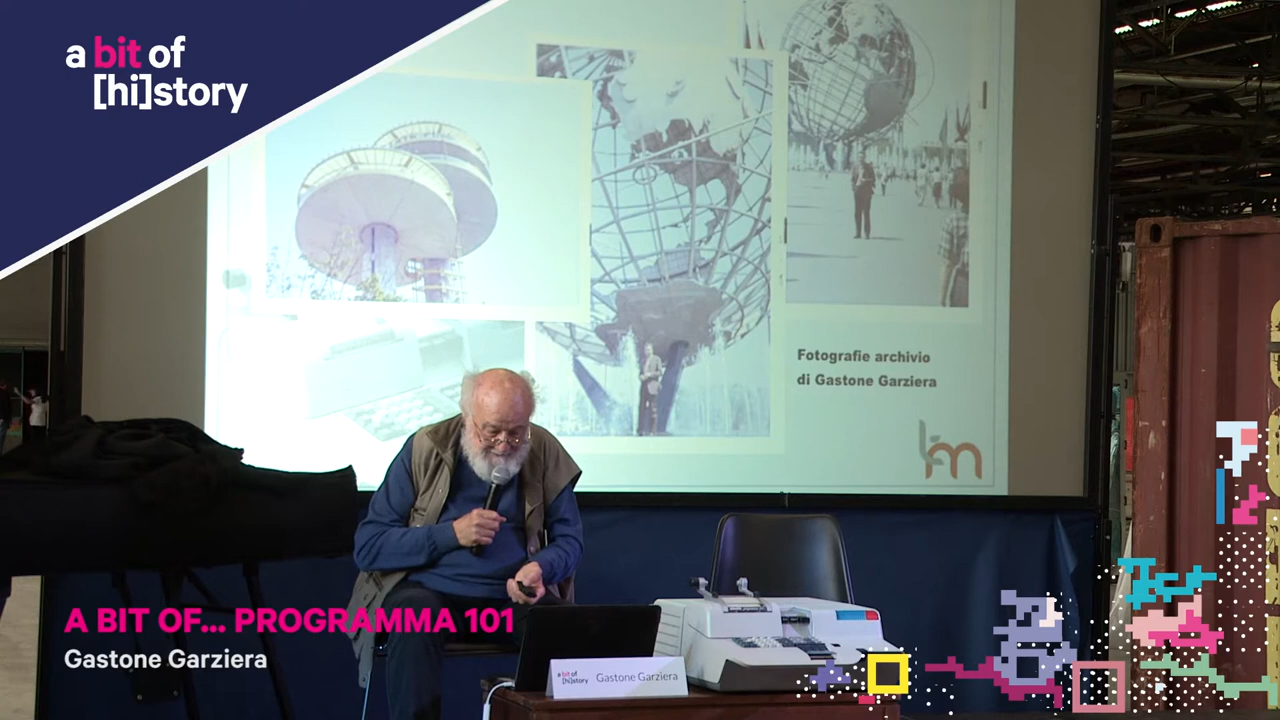 a bit of
[hi]story
Fotografie archivio
di Gastone Garziera
A BIT OF... PROGRAMMA 101
Gastone Garziera
a bit of
[hi]story
Gastone Garziera